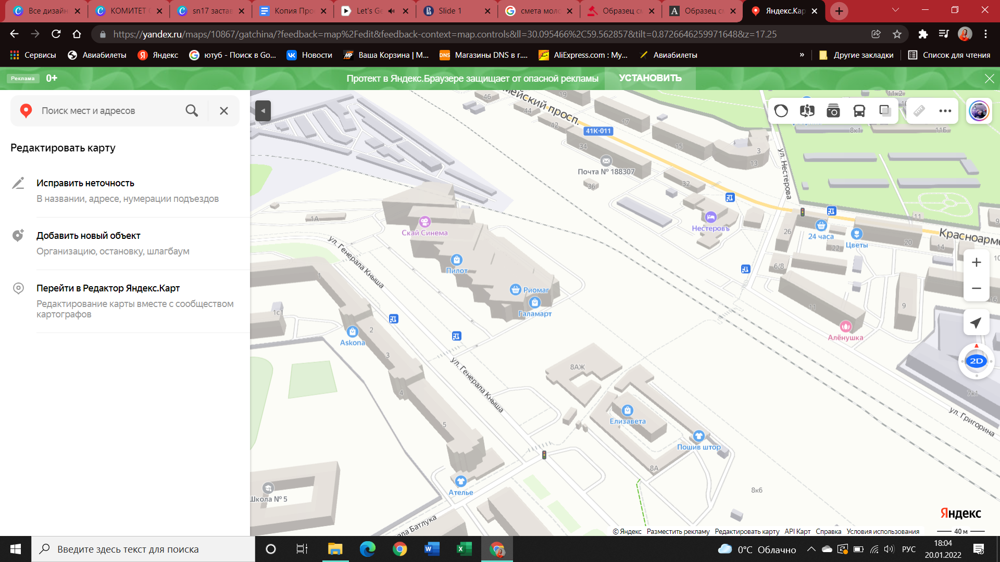 Все дизайн
КОМИТЕТ
sn17 застав
Копия Про
Let's Ge
Slide 1
смета мол
Образец с
Образец с
Яндекс.Кар
https://yandex.ru/maps/10867/gatchina/?feedback=map%2Fedit&feedback-context=map.controls&ll=30.095466%2C59.562857&tilt=0.8726646259971648&z=17.25
Сервисы
Авиабилеты
Яндекс
ютуб - Поиск в Go...
Новости
Ваша Корзина | М...
Магазины DNS в г....
AliExpress.com : My...
Авиабилеты
»
Другие закладки
Список для чтения
Реклама
0+
Протект в Яндекс.Браузере защищает от опасной рекламы
УСТАНОВИТЬ
Поиск мест и адресов
Редактировать карту
Исправить неточность
В названии, адресе, нумерации подъездов
Добавить новый объект
Организацию, остановку, шлагбаум
Перейти в Редактор Яндекс.Карт
Редактирование карты вместе с сообществом
картографов
46
19
11к2
мейский просп.
44
42
17
41К-011
8к1
11Б
34
15
3
13
ул. Нестерова
Почта № 188307
36
32
1А
Скай Синема
Нестеровъ
11
9
26
24 часа
22
Цветы
20
14
Красноарме
10
ул. Генерала Кныша
Пилот
6/8
1
Риомаг
Галамарт
11
9
16
1с1
2
Askona
Алёнушка
3
ул. Генерала Кныша
8АЖ
2D
4
7к1
5
Елизавета
ул. Григорина
Пошив штор
8А
Ателье
8к6
Школа № 5
ла Батлука
Яндекс
© Яндекс
Разместить рекламу
Редактировать карту
API Карт
Справка
Условия использования
40 м
Введите здесь текст для поиска
0°C Облачно
РУС
18:04
20.01.2022